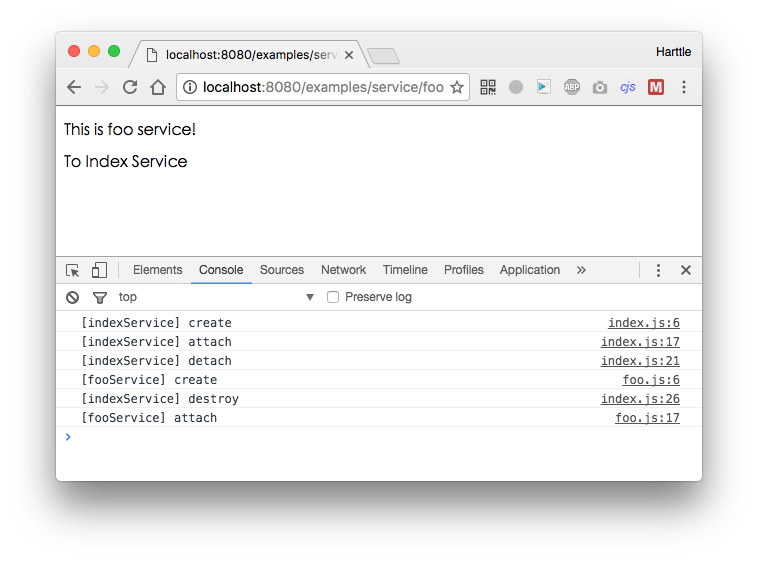 localhost:8080/examples/serv
Harttle
localhost:8080/examples/service/foo
ABP
cjs
M
This is foo service!
To Index Service
Elements Console Sources Network Timeline Profiles Application »
top Preserve log
[indexService] create index.js:6
[indexService] attach index.js:17
[indexService] detach index.js:21
[fooService] create foo.js:6
[indexService] destroy index.js:26
[fooService] attach foo.js:17